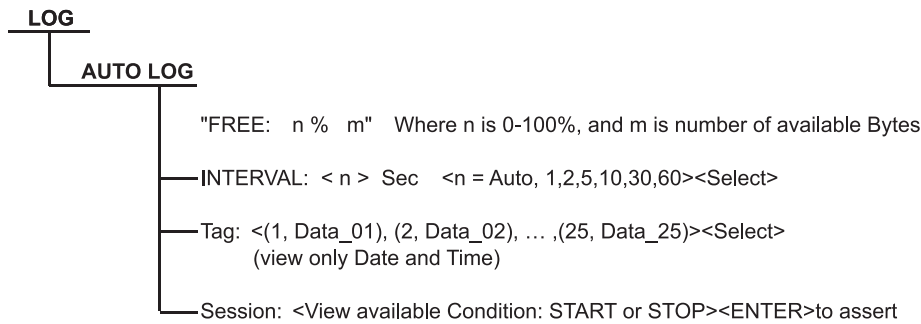 LOG
AUTO LOG
"FREE: n % m" Where n is 0-100%, and m is number of available Bytes
INTERVAL: < n > Sec <n = Auto, 1,2,5,10,30,60><Select>
Tag: <(1, Data_01), (2, Data_02), … ,(25, Data_25)><Select>
(view only Date and Time)
Session: <View available Condition: START or STOP><ENTER>to assert